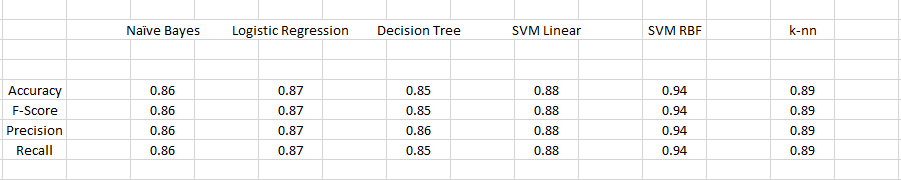 Naïve Bayes Logistic Regression Decision Tree SVM Linear SVM RBF k-nn
Accuracy 0.86 0.87 0.85 0.88 0.94 0.89
F-Score 0.86 0.87 0.85 0.88 0.94 0.89
Precision 0.86 0.87 0.86 0.88 0.94 0.89
Recall 0.86 0.87 0.85 0.88 0.94 0.89